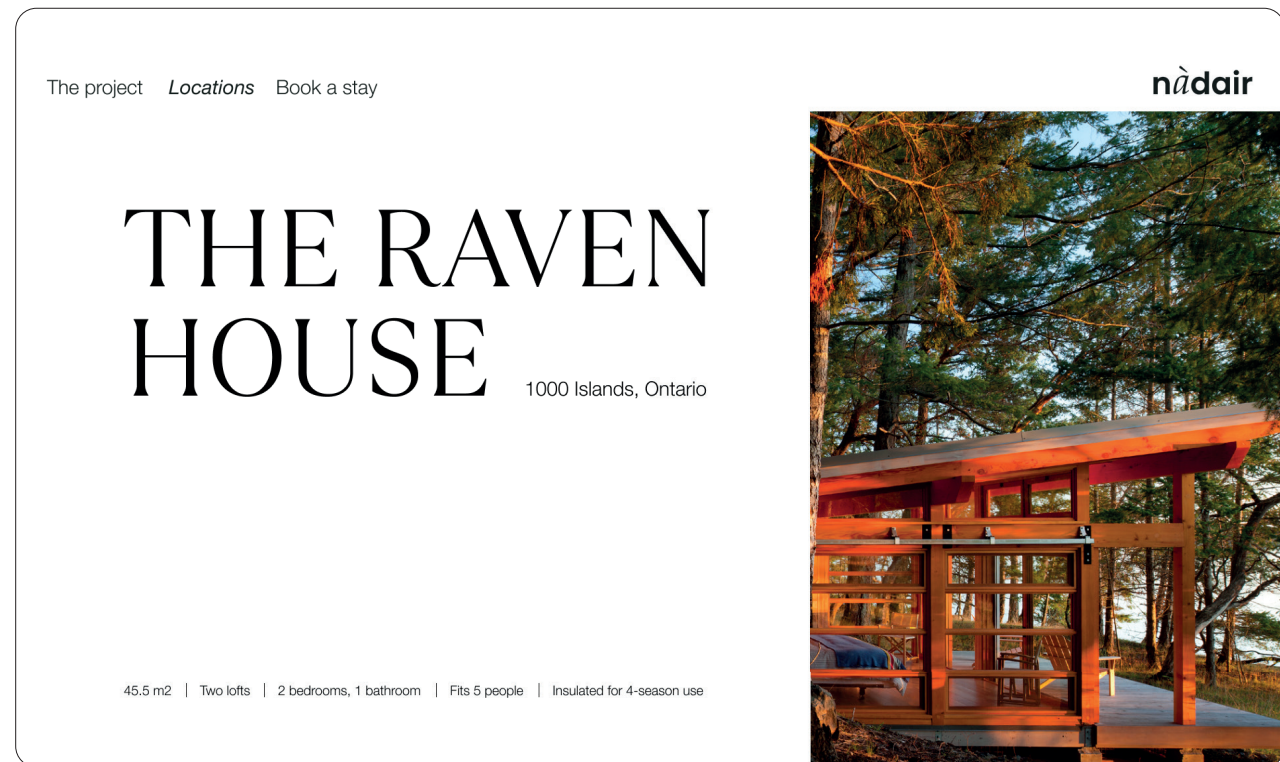 The project Locations Book a stay
nàdair
THE RAVEN
HOUSE
1000 Islands, Ontario
45.5 m2 | Two lofts | 2 bedrooms, 1 bathroom | Fits 5 people | Insulated for 4-season use